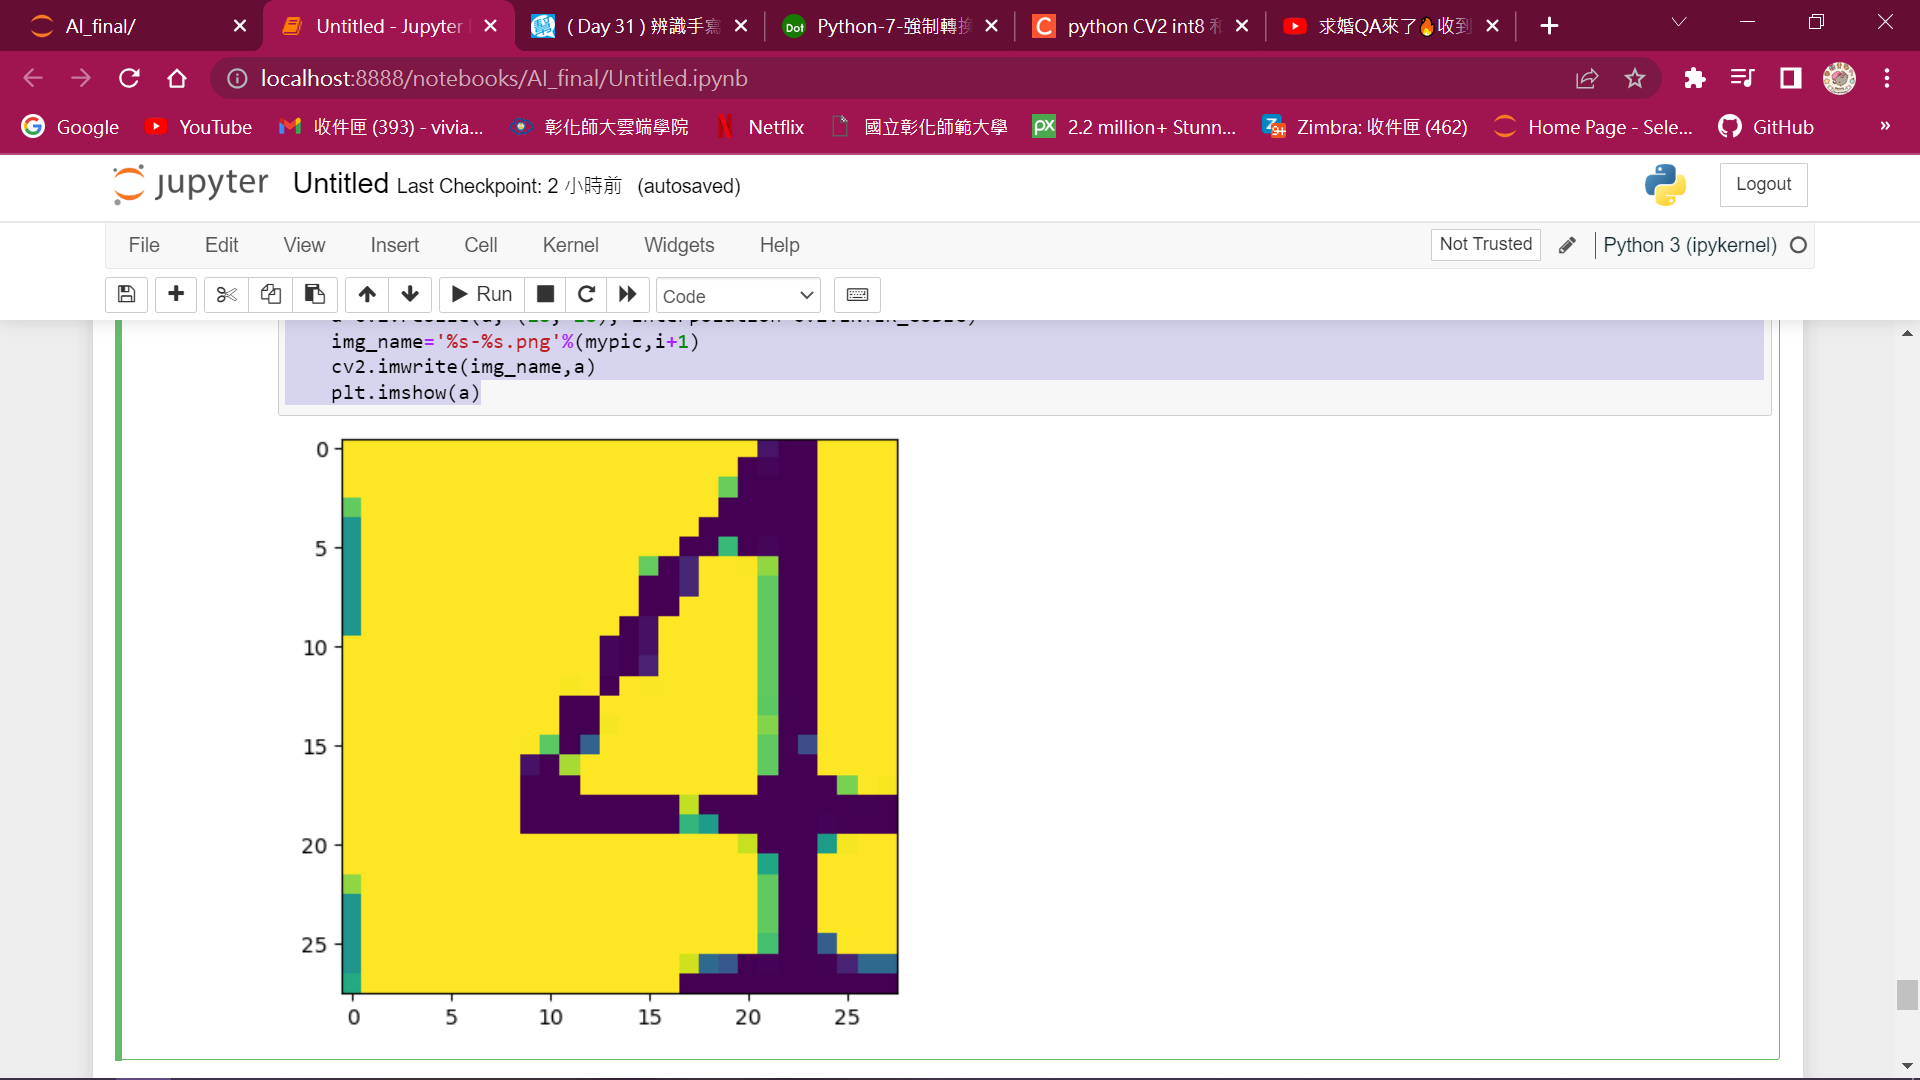 AI_final/
Untitled - Jupyter
( Day 31 ) 辨識手寫
Dot
Python-7-強制轉換
python CV2 int8 和
求婚QA來了🔥收到
localhost:8888/notebooks/AI_final/Untitled.ipynb
Google
YouTube
收件匣 (393) - vivia...
彰化師大雲端學院
Netflix
國立彰化師範大學
2.2 million+ Stunn...
Zimbra: 收件匣 (462)
Home Page - Sele...
GitHub
»
jupyter Untitled Last Checkpoint: 2 小時前 (autosaved)
Logout
File Edit View Insert Cell Kernel Widgets Help
Not Trusted
Python 3 (ipykernel)
Run
Code
img_name='%s-%s.png'%(mypic,i+1)
cv2.imwrite(img_name,a)
plt.imshow(a)
0
5
10
15
20
25
0 5 10 15 20 25